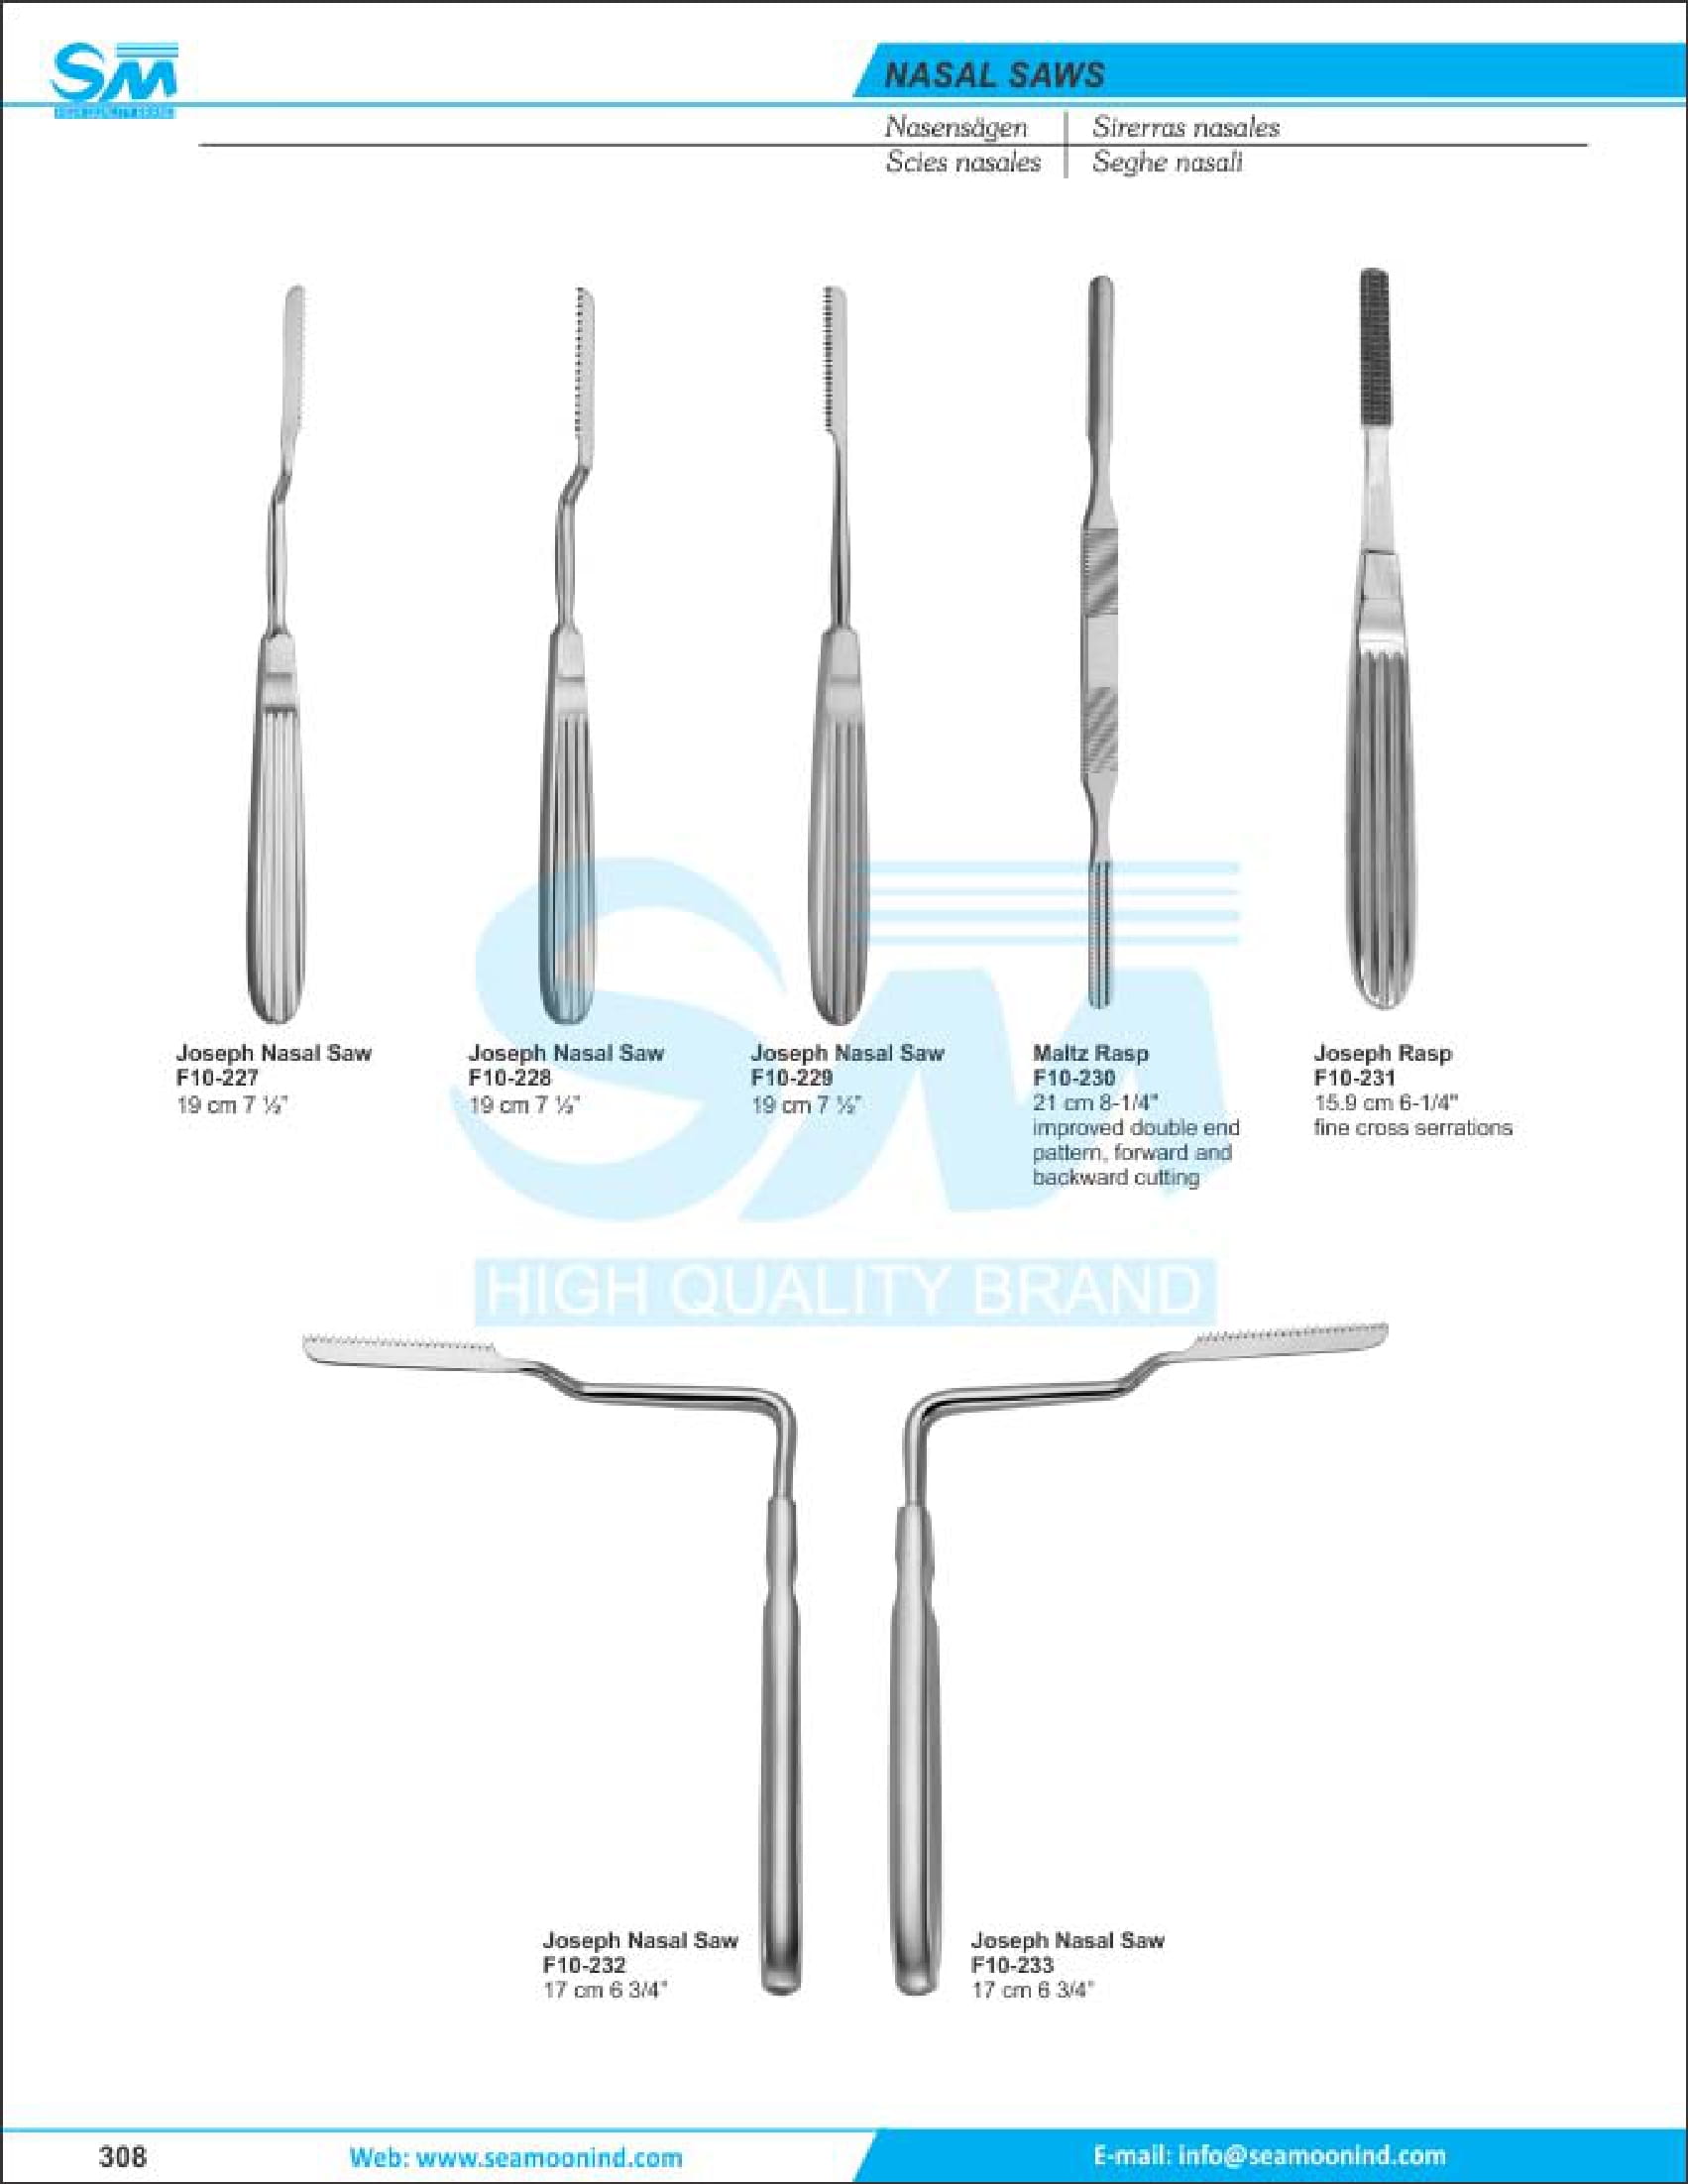 SM
NASAL SAWS
Nasensägen
Sirerras nasales
Scies nasales
Seghe nasali
Joseph Nasal Saw
F10-227
19 cm 7 ½"
Joseph Nasal Saw
F10-228
19 cm 7 ½"
Joseph Nasal Saw
F10-229
19 cm 7 ½"
Maltz Rasp
F10-230
21 cm 8-1/4"
improved double end
pattern, forward and
backward cutting
Joseph Rasp
F10-231
15.9 cm 6-1/4"
fine cross serrations
SM
HIGH QUALITY BRAND
Joseph Nasal Saw
F10-232
17 cm 6 3/4"
Joseph Nasal Saw
F10-233
17 cm 6 3/4"
308
Web: www.seamoonind.com
E-mail: info@seamoonind.com